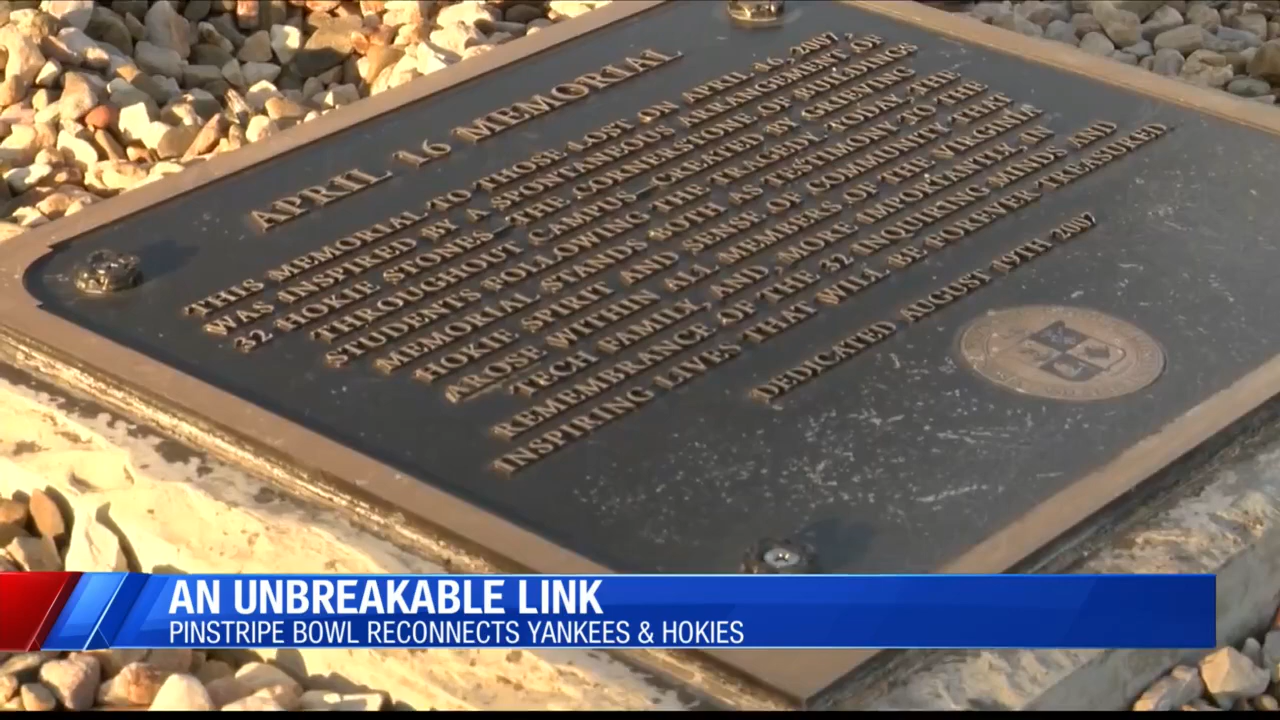 APRIL 16 MEMORIAL
THIS MEMORIAL TO THOSE LOST ON APRIL 16, 2007
WAS INSPIRED BY A SPONTANEOUS ARRANGEMENT OF
32 HOKIE STONES—THE CORNERSTONE OF BUILDINGS
THROUGHOUT CAMPUS—CREATED BY GRIEVING
STUDENTS FOLLOWING THE TRAGEDY. TODAY, THE
MEMORIAL STANDS BOTH AS TESTIMONY TO THE
HOKIE SPIRIT AND SENSE OF COMMUNITY THAT
AROSE WITHIN ALL MEMBERS OF THE VIRGINIA
TECH FAMILY, AND, MORE IMPORTANTLY, IN
REMEMBRANCE OF THE 32 INQUIRING MINDS AND
INSPIRING LIVES THAT WILL BE FOREVER TREASURED
DEDICATED AUGUST 19TH 2007
AN UNBREAKABLE LINK
PINSTRIPE BOWL RECONNECTS YANKEES & HOKIES